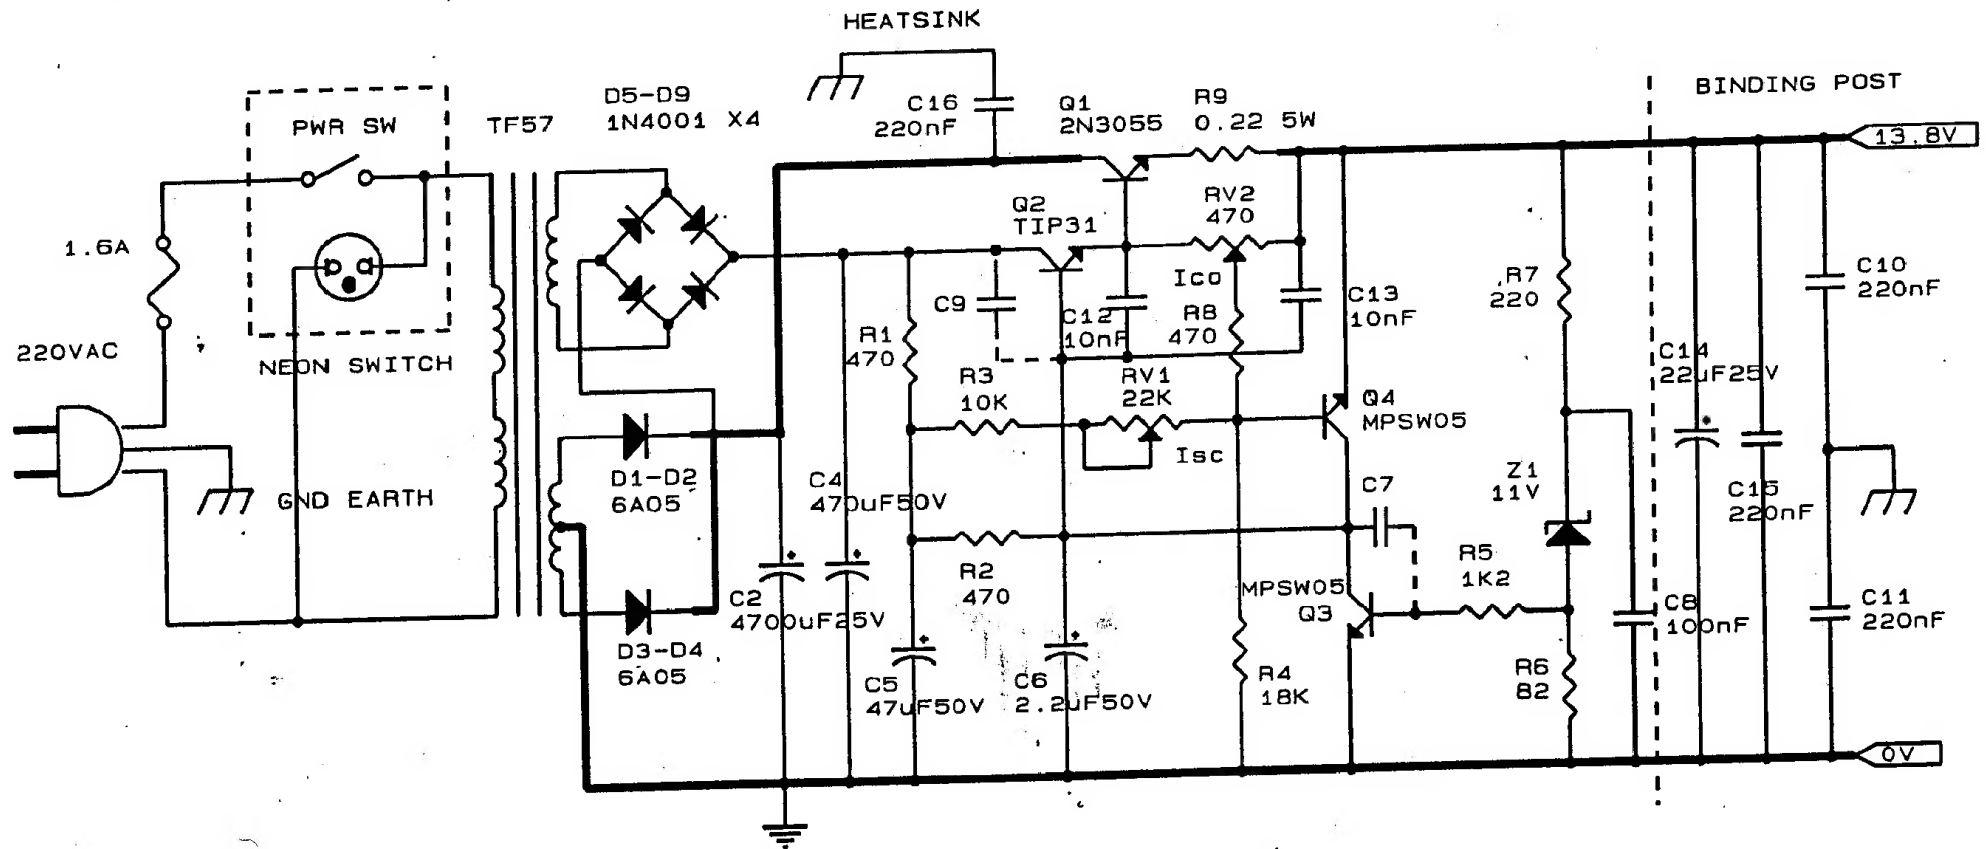 HEATSINK
D5-D9
1N4001 X4
C16
220nF
Q1
2N3055
R9
0.22 5W
BINDING POST
13.8V
PWR SW
TF57
1.6A
220VAC
NEON SWITCH
GND EARTH
Q2
TIP31
RV2
470
Ico
C9
C12
10nF
R8
470
C13
10nF
R7
220
C10
220nF
R1
470
R3
10K
RV1
22K
Isc
Q4
MPSW05
C14
22uF25V
D1-D2
6A05
C4
470uF50V
C7
Z1
11V
C15
220nF
C2
4700uF25V
R2
470
MPSW05
Q3
R5
1K2
C8
100nF
C11
220nF
D3-D4
6A05
C5
47uF50V
C6
2.2uF50V
R4
18K
R6
82
0V